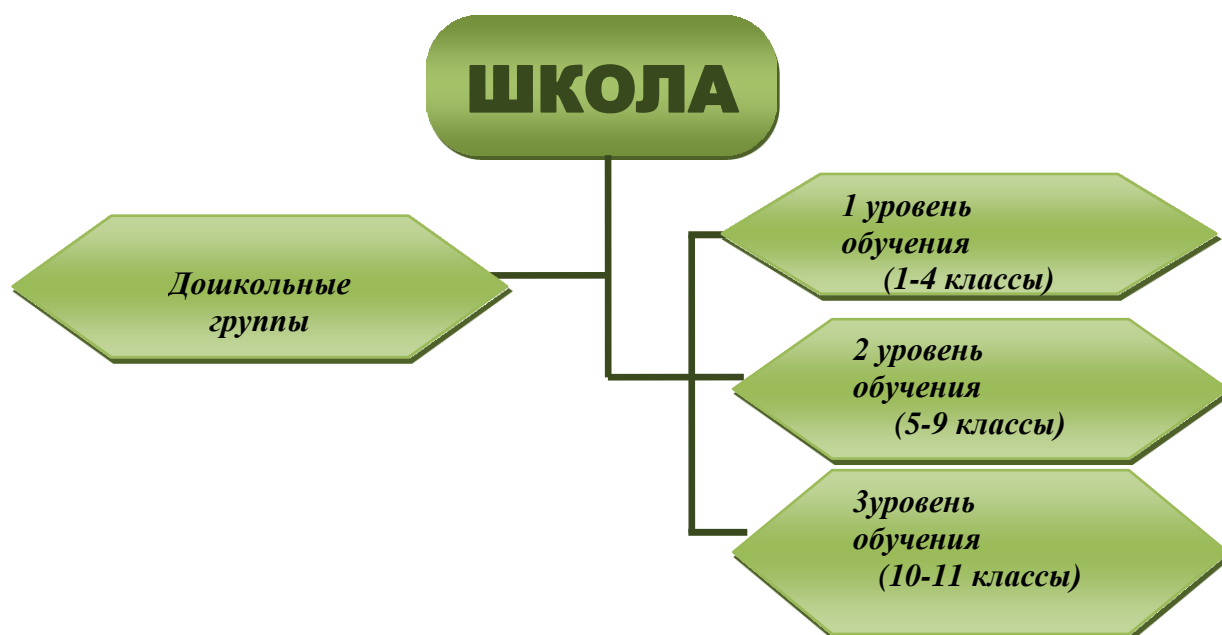 ШКОЛА
Дошкольные
группы
1 уровень
обучения
(1-4 классы)
2 уровень
обучения
(5-9 классы)
3уровень
обучения
(10-11 классы)